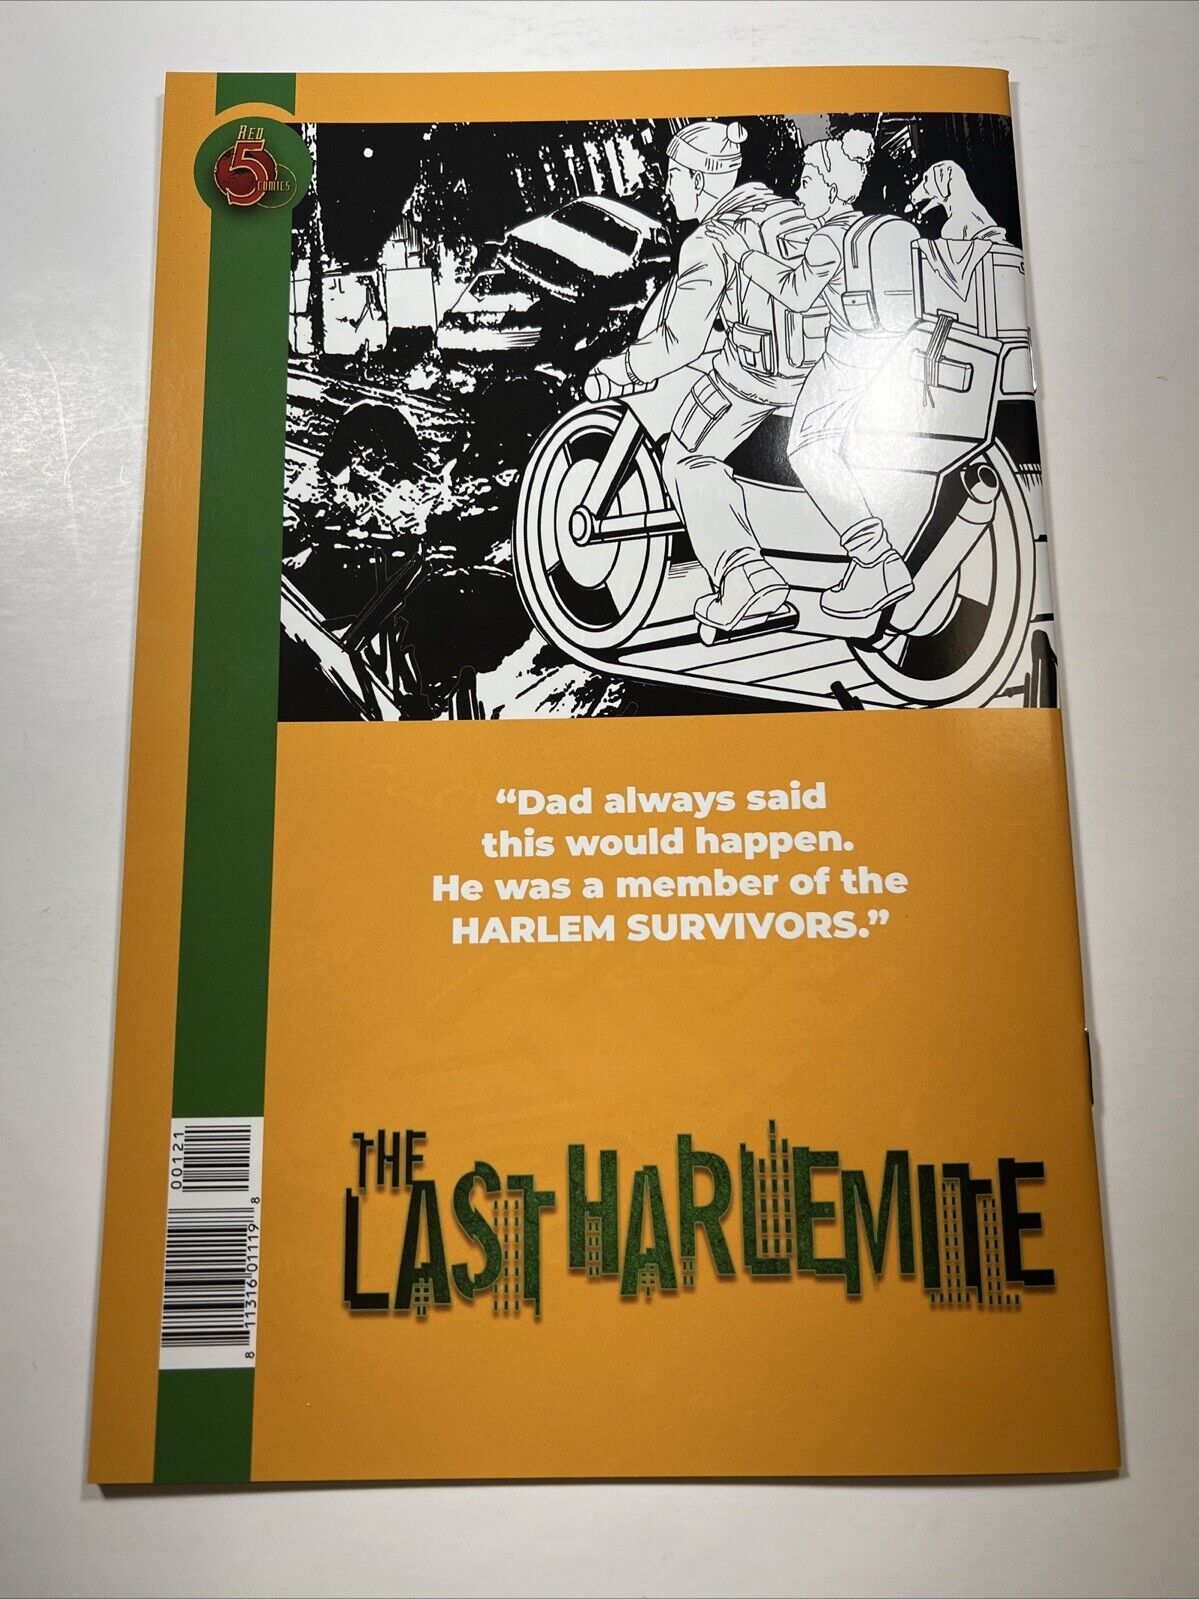 RED
5
COMICS
“Dad always said
this would happen.
He was a member of the
HARLEM SURVIVORS.”
THE
LAST HARLEMITE
00121
8 11316 01119 8